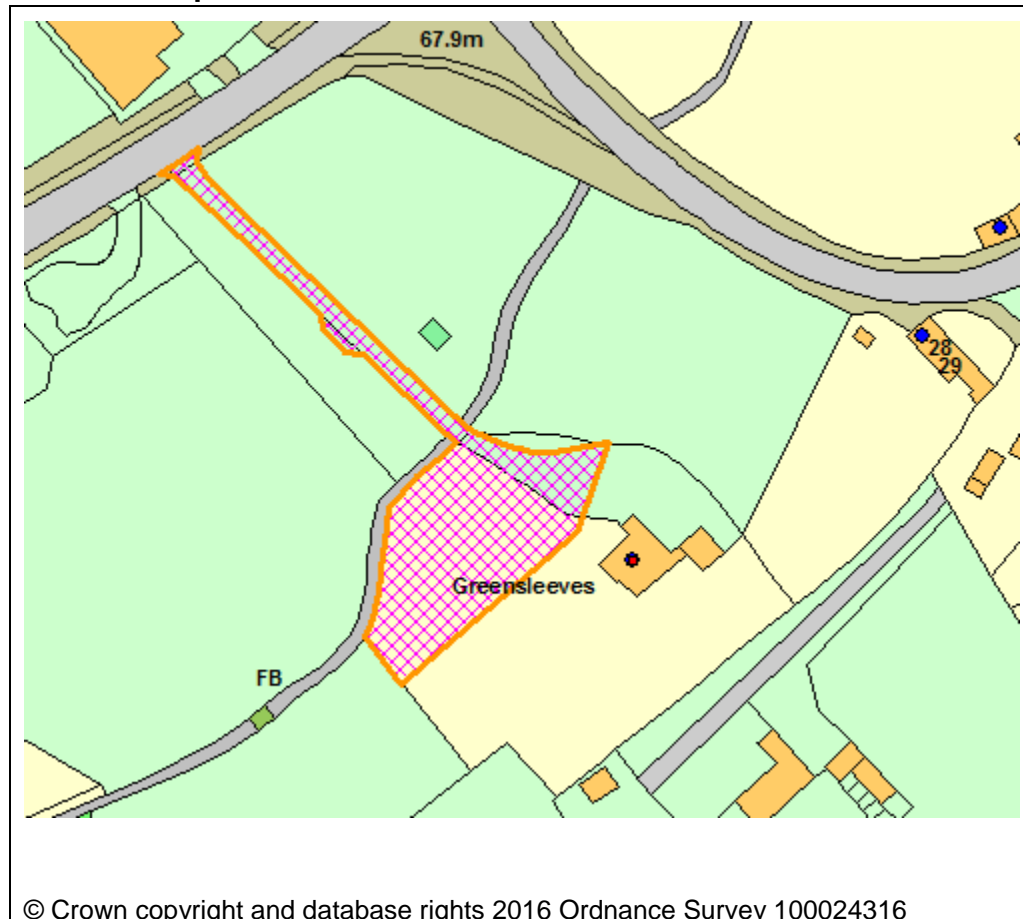 67.9m
28
29
Greensleeves
FB
© Crown copyright and database rights 2016 Ordnance Survey 100024316